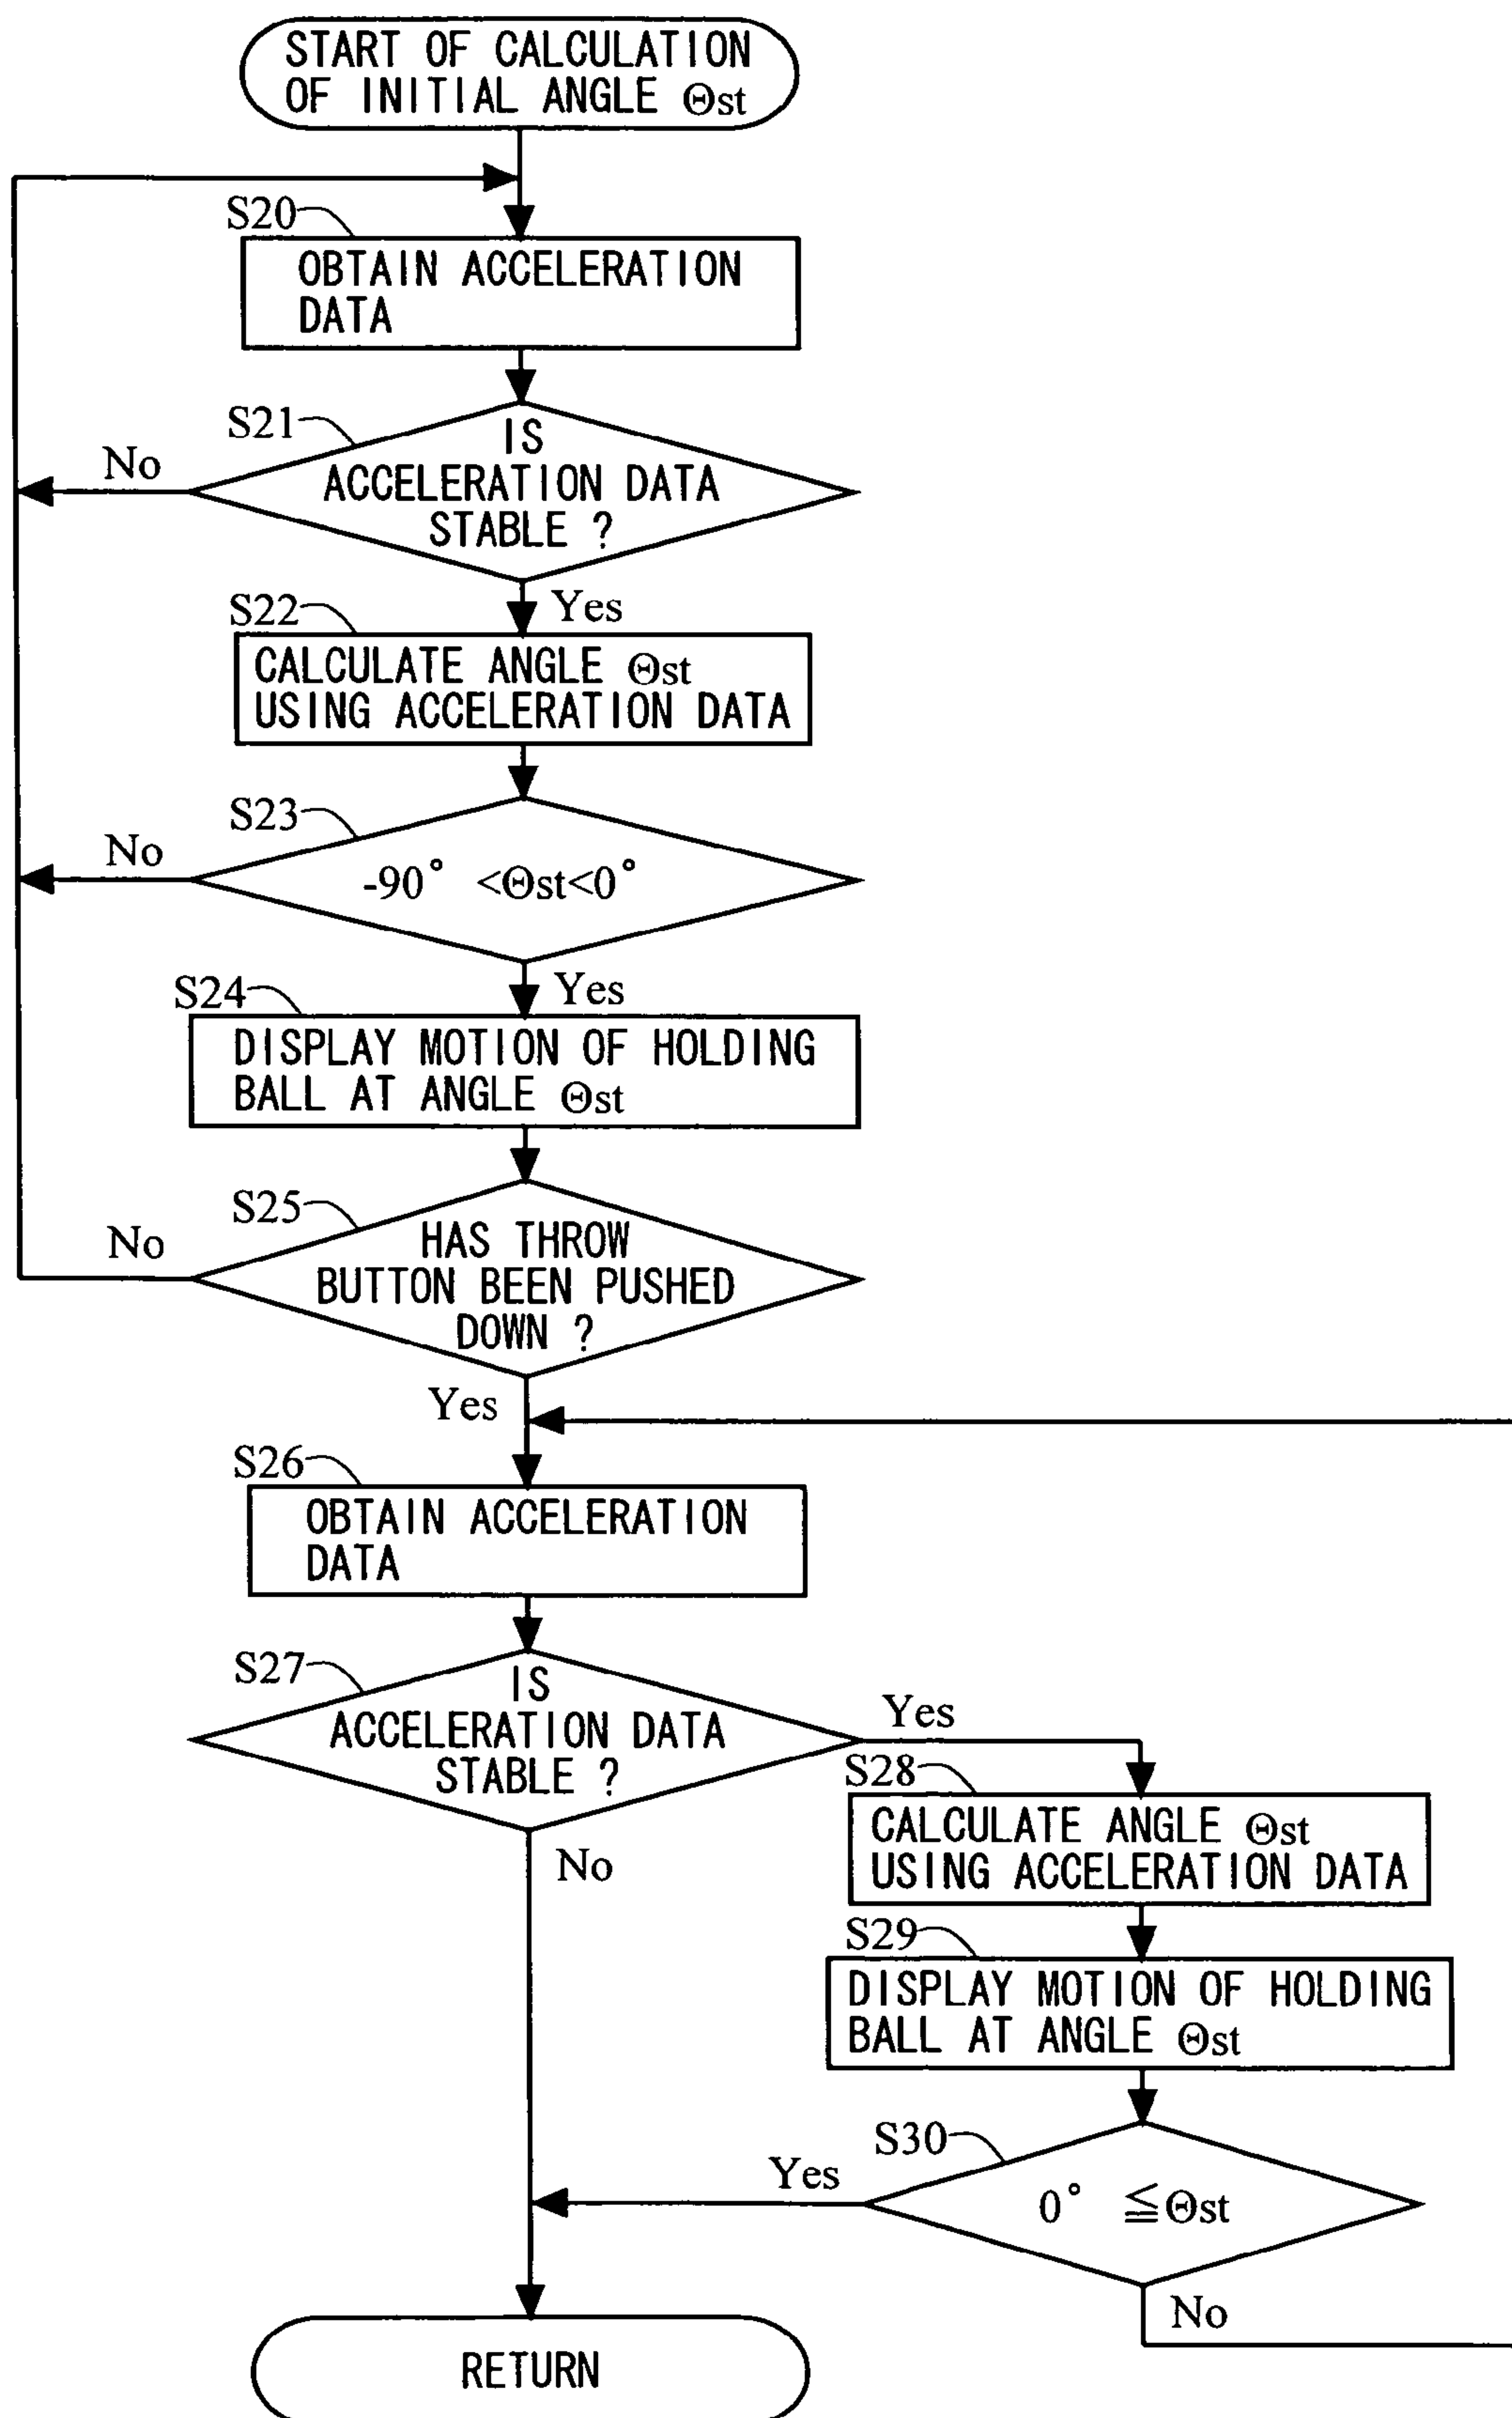 START OF CALCULATION
OF INITIAL ANGLE Θst
S20
OBTAIN ACCELERATION
DATA
S21
IS
ACCELERATION DATA
STABLE ?
No
Yes
S22
CALCULATE ANGLE Θst
USING ACCELERATION DATA
S23
No
-90° <Θst<0°
Yes
S24
DISPLAY MOTION OF HOLDING
BALL AT ANGLE Θst
S25
No
HAS THROW
BUTTON BEEN PUSHED
DOWN ?
Yes
S26
OBTAIN ACCELERATION
DATA
S27
IS
ACCELERATION DATA
STABLE ?
Yes
No
S28
CALCULATE ANGLE Θst
USING ACCELERATION DATA
S29
DISPLAY MOTION OF HOLDING
BALL AT ANGLE Θst
S30
Yes
0° ≦Θst
No
RETURN